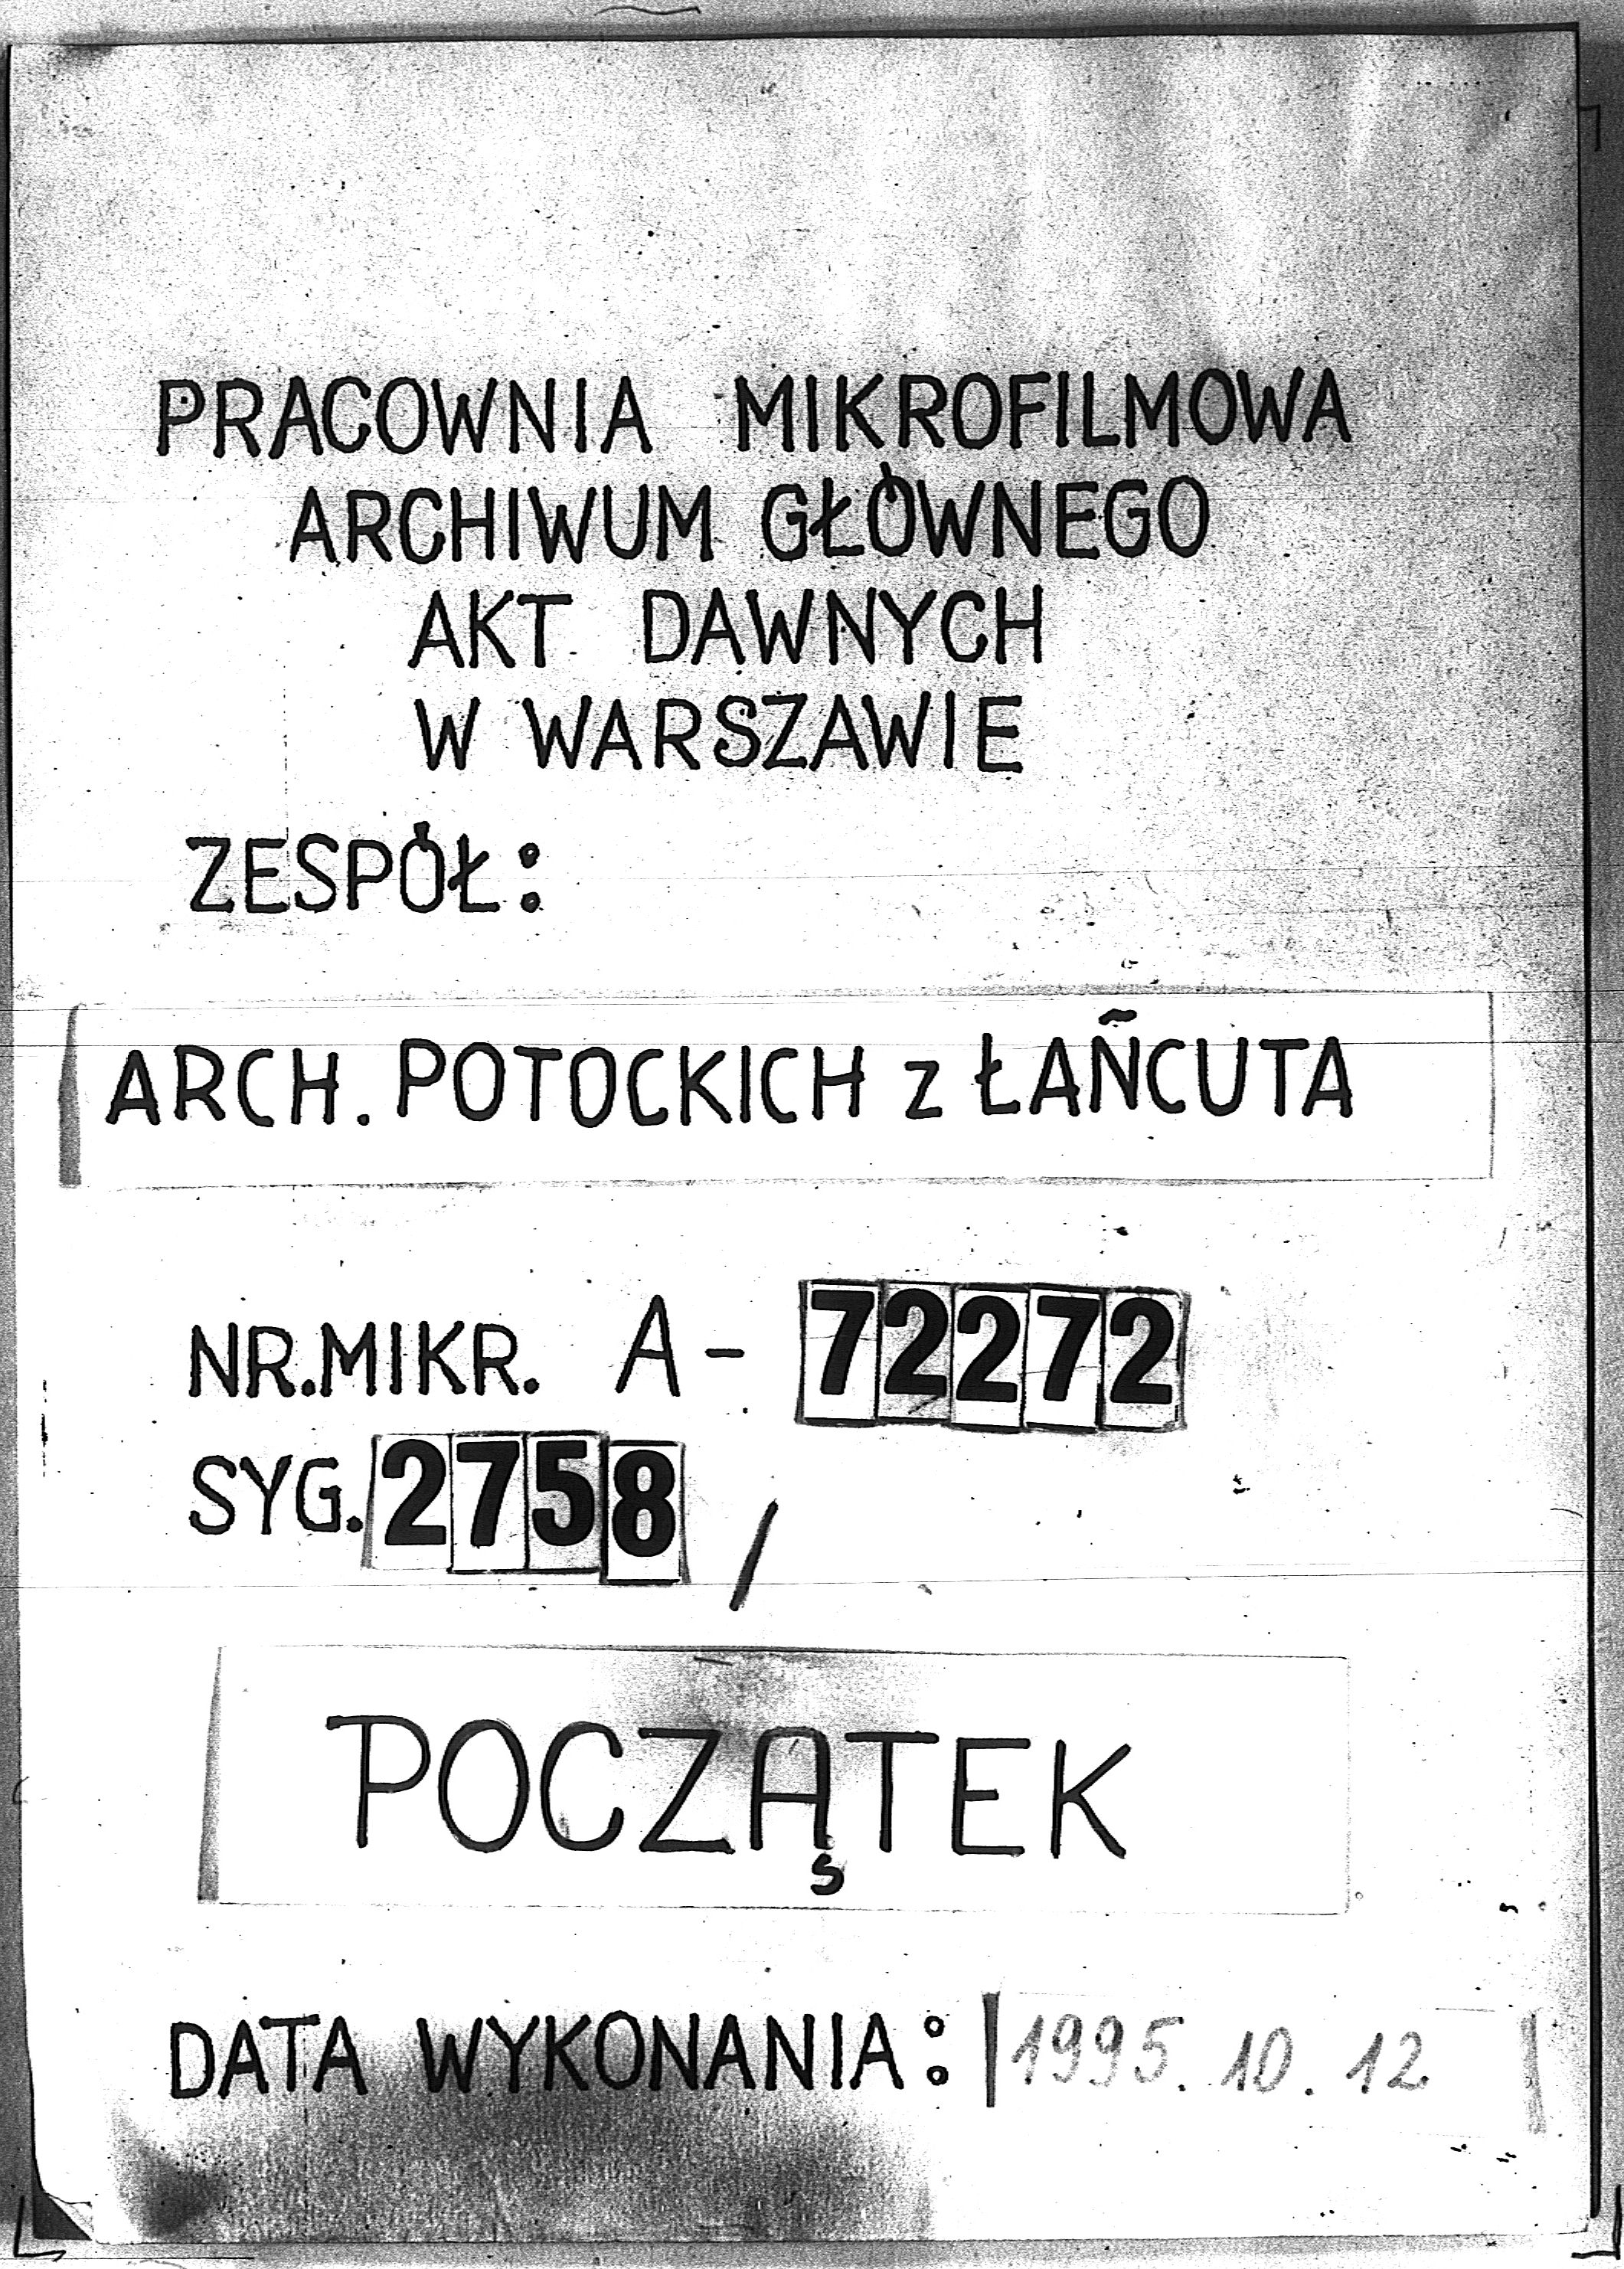 PRACOWNIA MIKROFILMOWA
ARCHIWUM GŁÓWNEGO
AKT DAWNYCH
W WARSZAWIE
ZESPÓŁ:
ARCH. POTOCKICH z ŁAŃCUTA
NR.MIKR. A- 72272
SYG. 2758 /
POCZĄTEK
DATA WYKONANIA: 1995.10.12